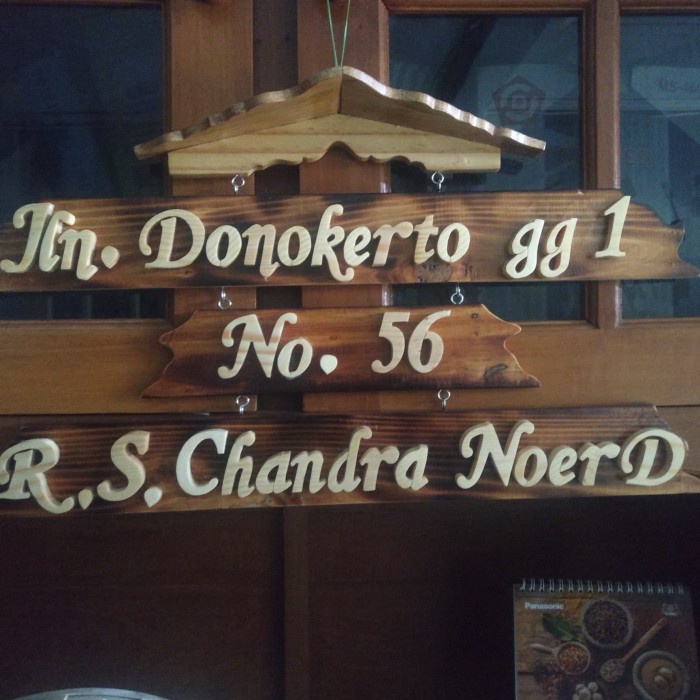 Jln. Donokerto gg 1
No. 56
R.S. Chandra NoerD
Panasonic